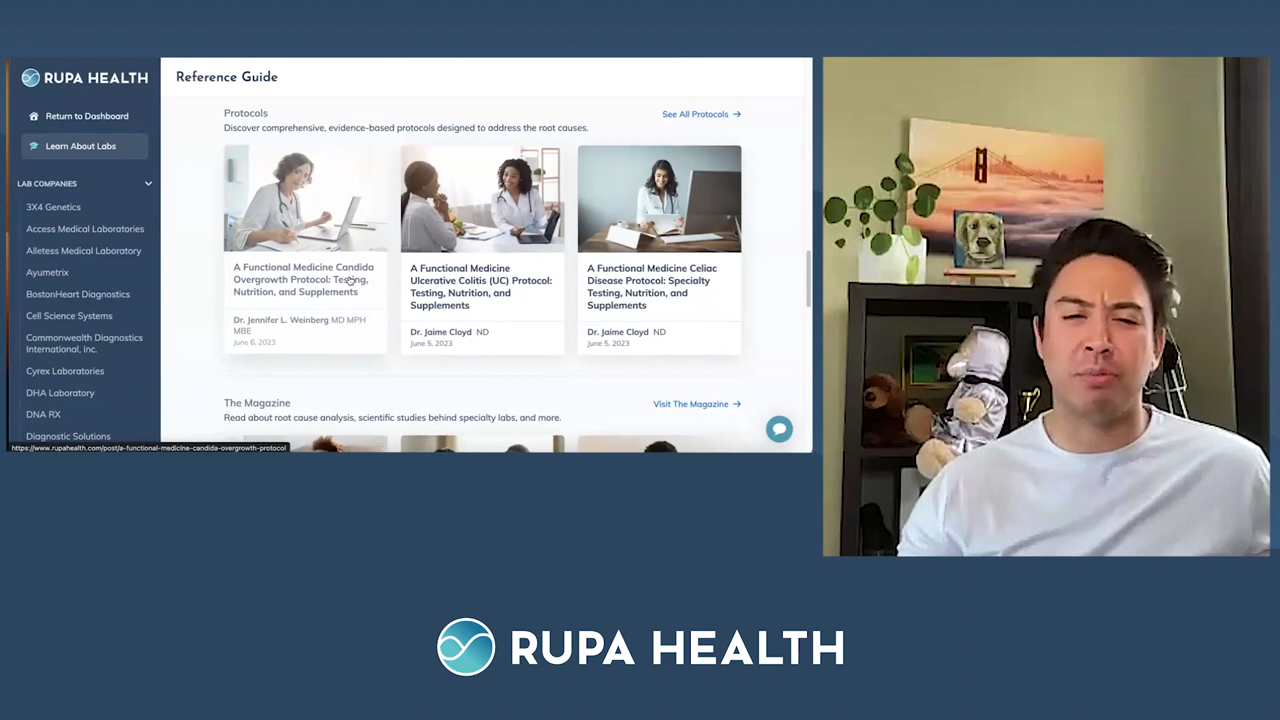 RUPA HEALTH
Return to Dashboard
Learn About Labs
LAB COMPANIES
3X4 Genetics
Access Medical Laboratories
Alletess Medical Laboratory
Ayumetrix
BostonHeart Diagnostics
Cell Science Systems
Commonwealth Diagnostics
International, Inc.
Cyrex Laboratories
DHA Laboratory
DNA RX
Diagnostic Solutions
Reference Guide
Protocols
See All Protocols →
Discover comprehensive, evidence-based protocols designed to address the root causes.
A Functional Medicine Candida
Overgrowth Protocol: Testing,
Nutrition, and Supplements
Dr. Jennifer L. Weinberg MD MPH
MBE
June 6, 2023
A Functional Medicine
Ulcerative Colitis (UC) Protocol:
Testing, Nutrition, and
Supplements
Dr. Jaime Cloyd ND
June 5, 2023
A Functional Medicine Celiac
Disease Protocol: Specialty
Testing, Nutrition, and
Supplements
Dr. Jaime Cloyd ND
June 5, 2023
The Magazine
Visit The Magazine →
Read about root cause analysis, scientific studies behind specialty labs, and more.
https://www.rupahealth.com/post/a-functional-medicine-candida-overgrowth-protocol
RUPA HEALTH